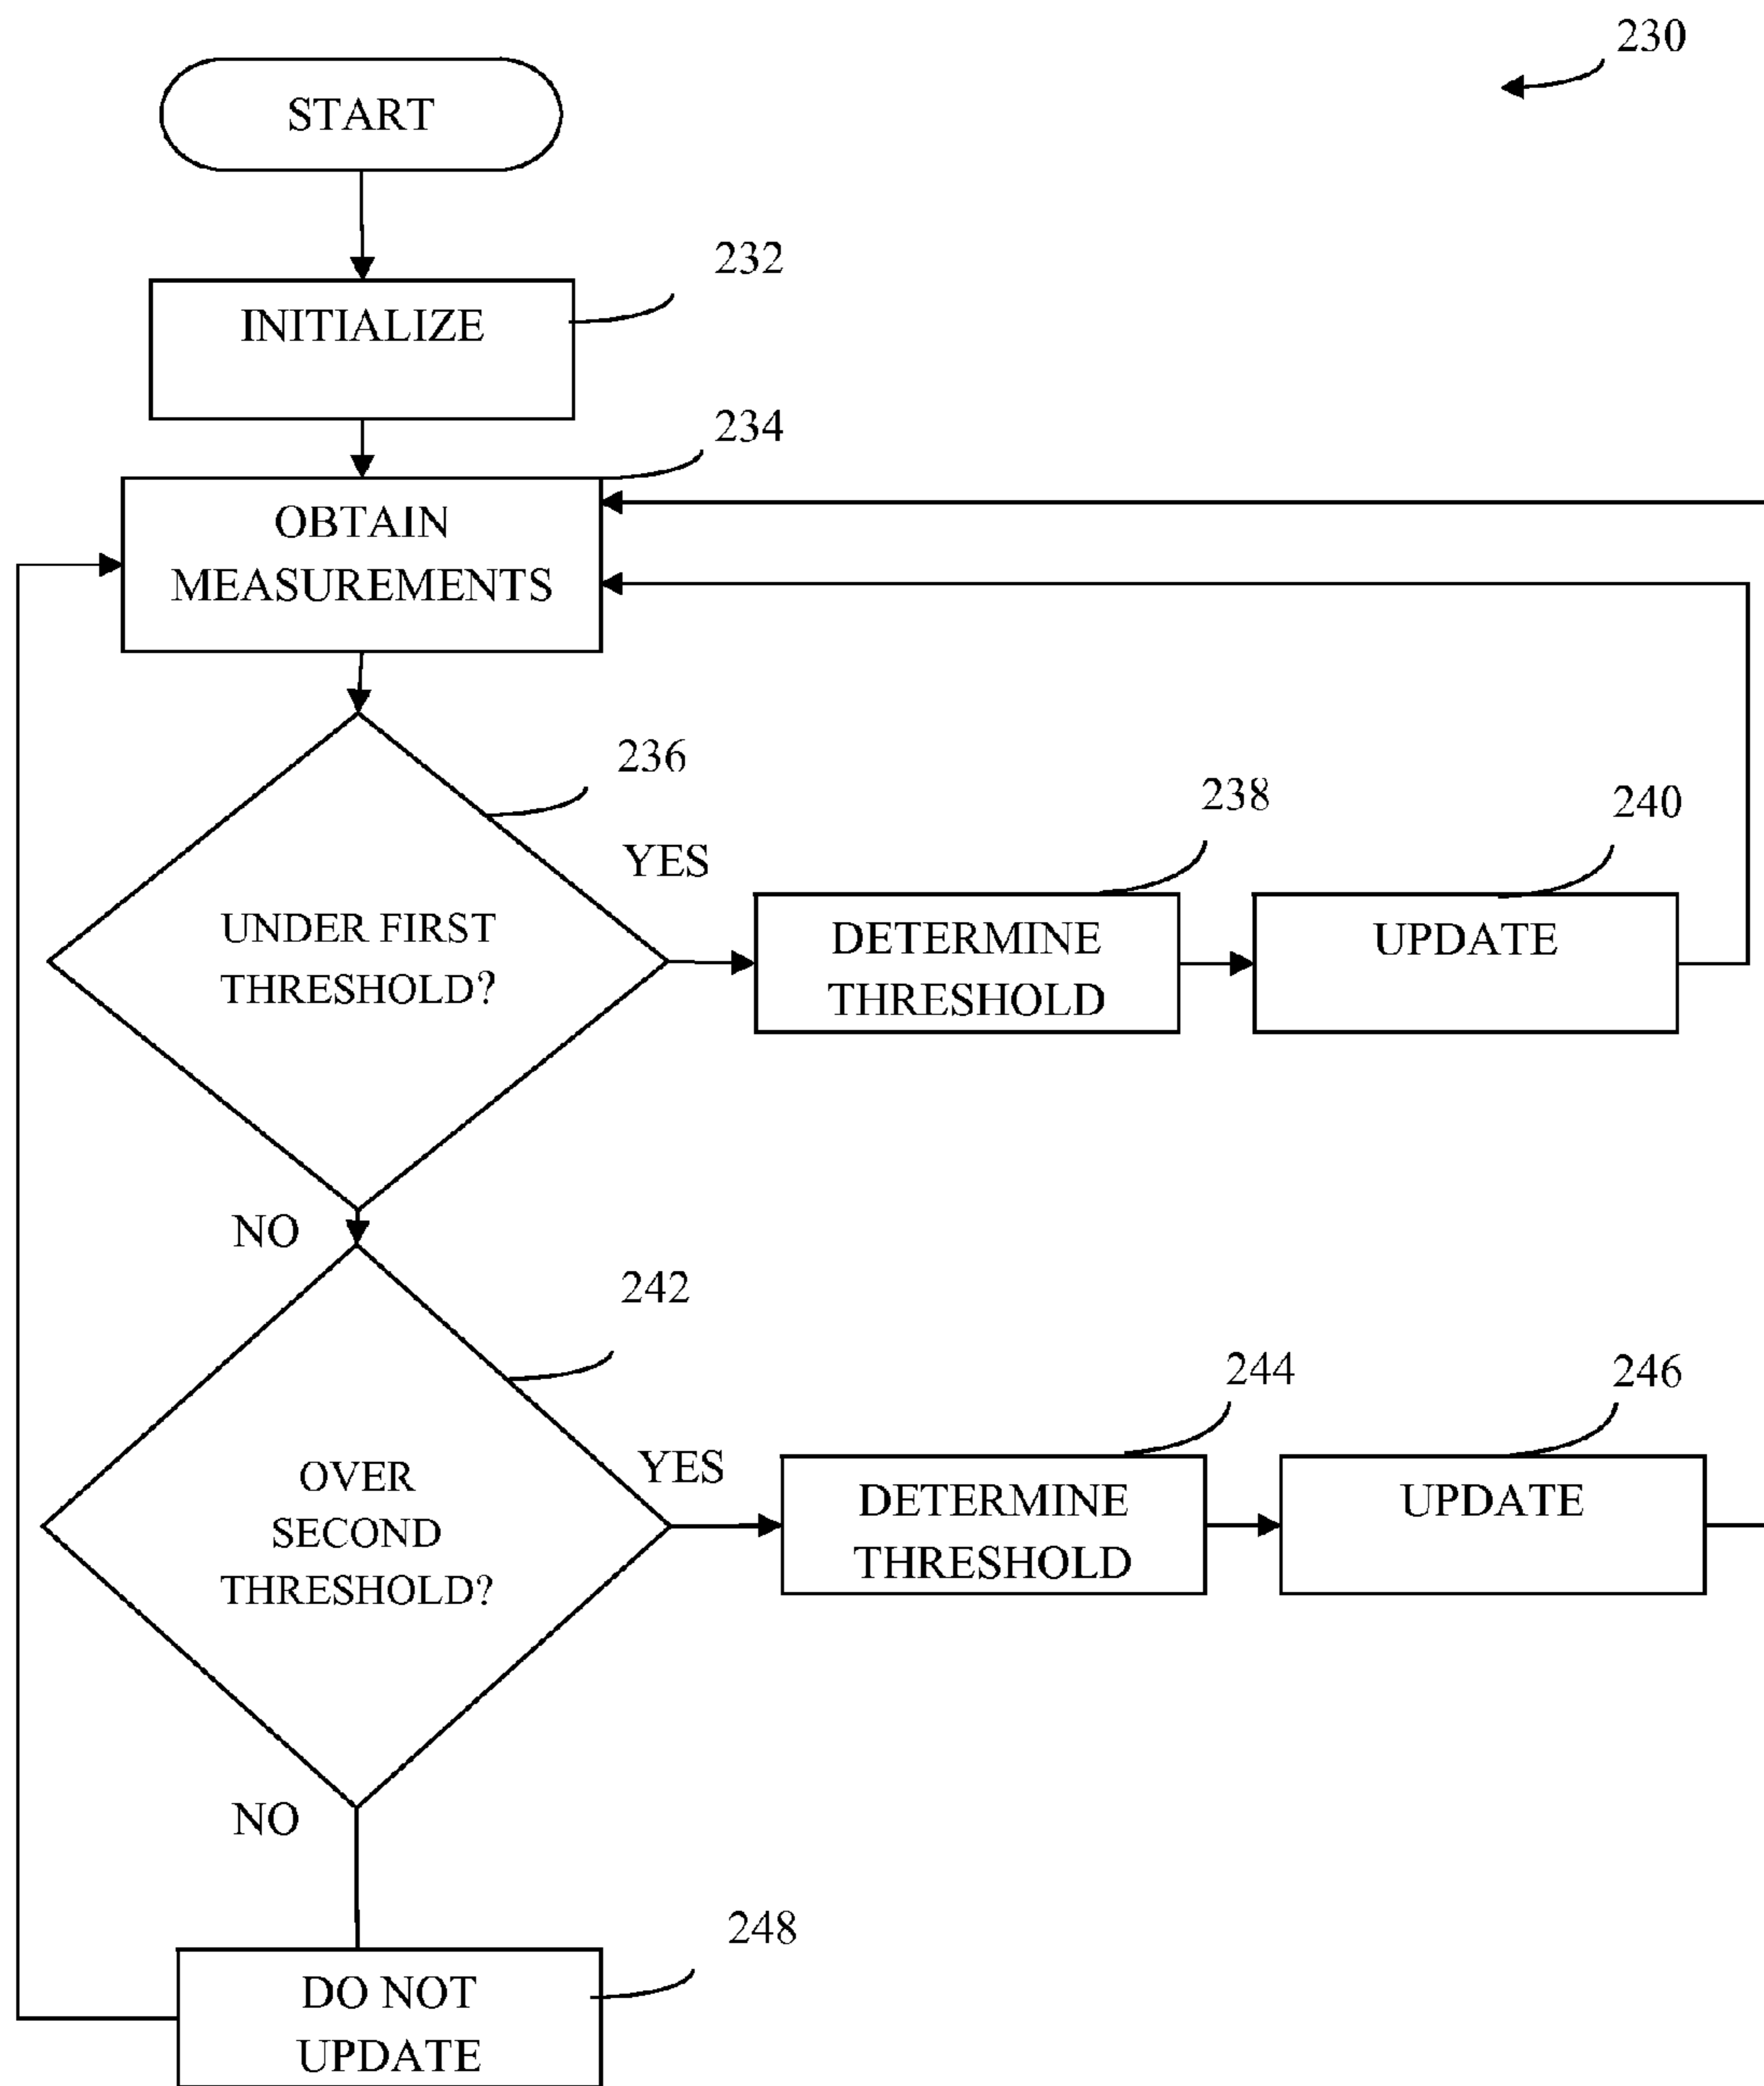 230
START
232
INITIALIZE
234
OBTAIN
MEASUREMENTS
236
YES
238
240
UNDER FIRST
THRESHOLD?
DETERMINE
THRESHOLD
UPDATE
NO
242
YES
244
246
OVER
SECOND
THRESHOLD?
DETERMINE
THRESHOLD
UPDATE
NO
248
DO NOT
UPDATE